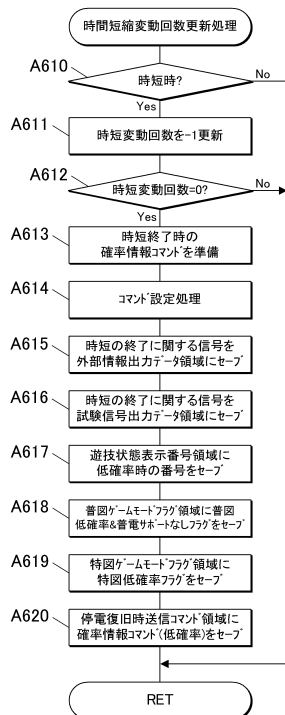 時間短縮変動回数更新処理
A610
時短時?
No
Yes
A611
時短変動回数を-1更新
A612
時短変動回数=0?
No
Yes
A613
時短終了時の
確率情報コマンドを準備
A614
コマンド設定処理
A615
時短の終了に関する信号を
外部情報出力データ領域にセーブ
A616
時短の終了に関する信号を
試験信号出力データ領域にセーブ
A617
遊技状態表示番号領域に
低確率時の番号をセーブ
A618
普図ゲームモードフラグ領域に普図
低確率&普電サポートなしフラグをセーブ
A619
特図ゲームモードフラグ領域に
特図低確率フラグをセーブ
A620
停電復旧時送信コマンド領域に
確率情報コマンド(低確率)をセーブ
RET